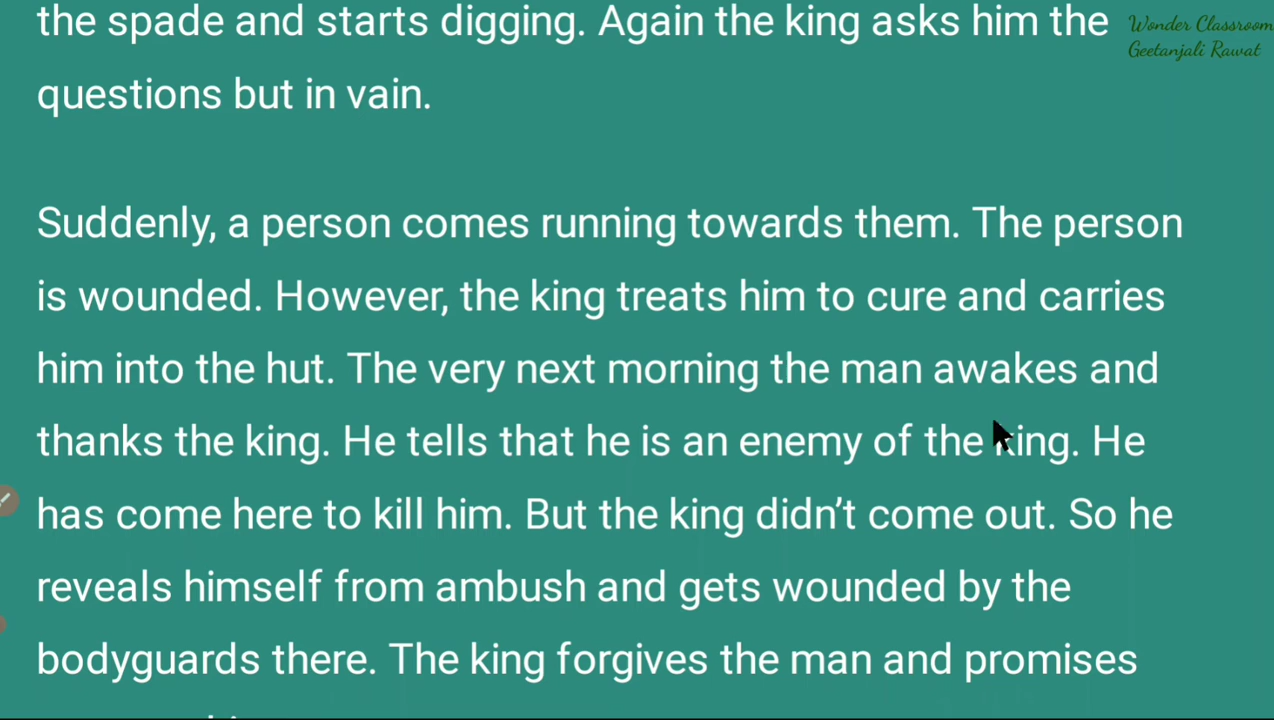 the spade and starts digging. Again the king asks him the
Wonder Classroom
Geetanjali Rawat
questions but in vain.
Suddenly, a person comes running towards them. The person
is wounded. However, the king treats him to cure and carries
him into the hut. The very next morning the man awakes and
thanks the king. He tells that he is an enemy of the king. He
has come here to kill him. But the king didn’t come out. So he
reveals himself from ambush and gets wounded by the
bodyguards there. The king forgives the man and promises